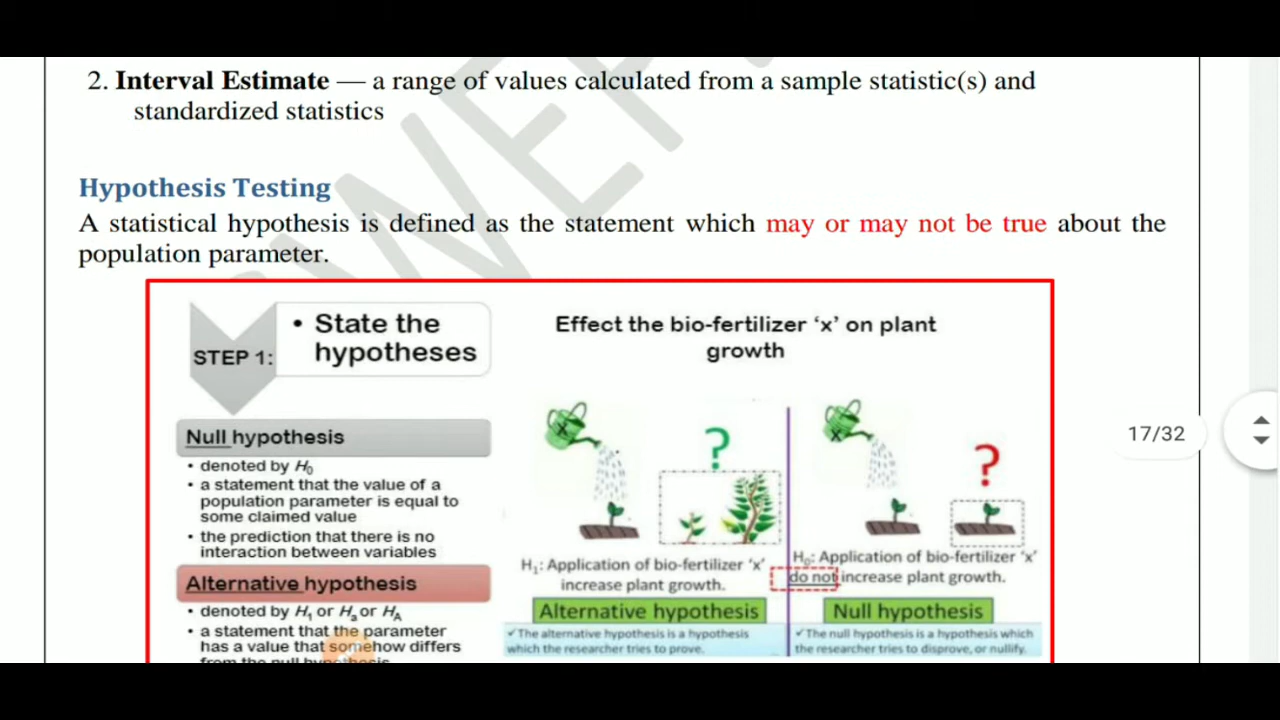 2. Interval Estimate — a range of values calculated from a sample statistic(s) and
standardized statistics
Hypothesis Testing
A statistical hypothesis is defined as the statement which may or may not be true about the
population parameter.
STEP 1:
• State the
hypotheses
Null hypothesis
• denoted by H0
• a statement that the value of a
population parameter is equal to
some claimed value
• the prediction that there is no
interaction between variables
Alternative hypothesis
• denoted by H1 or Ha or HA
• a statement that the parameter
has a value that somehow differs
from the null hypothesis
Effect the bio-fertilizer ‘x’ on plant
growth
X
?
H1: Application of bio-fertilizer ‘x’
increase plant growth.
Alternative hypothesis
✓The alternative hypothesis is a hypothesis
which the researcher tries to prove.
X
?
H0: Application of bio-fertilizer ‘x’
do not increase plant growth.
Null hypothesis
✓The null hypothesis is a hypothesis which
the researcher tries to disprove, or nullify.
17/32